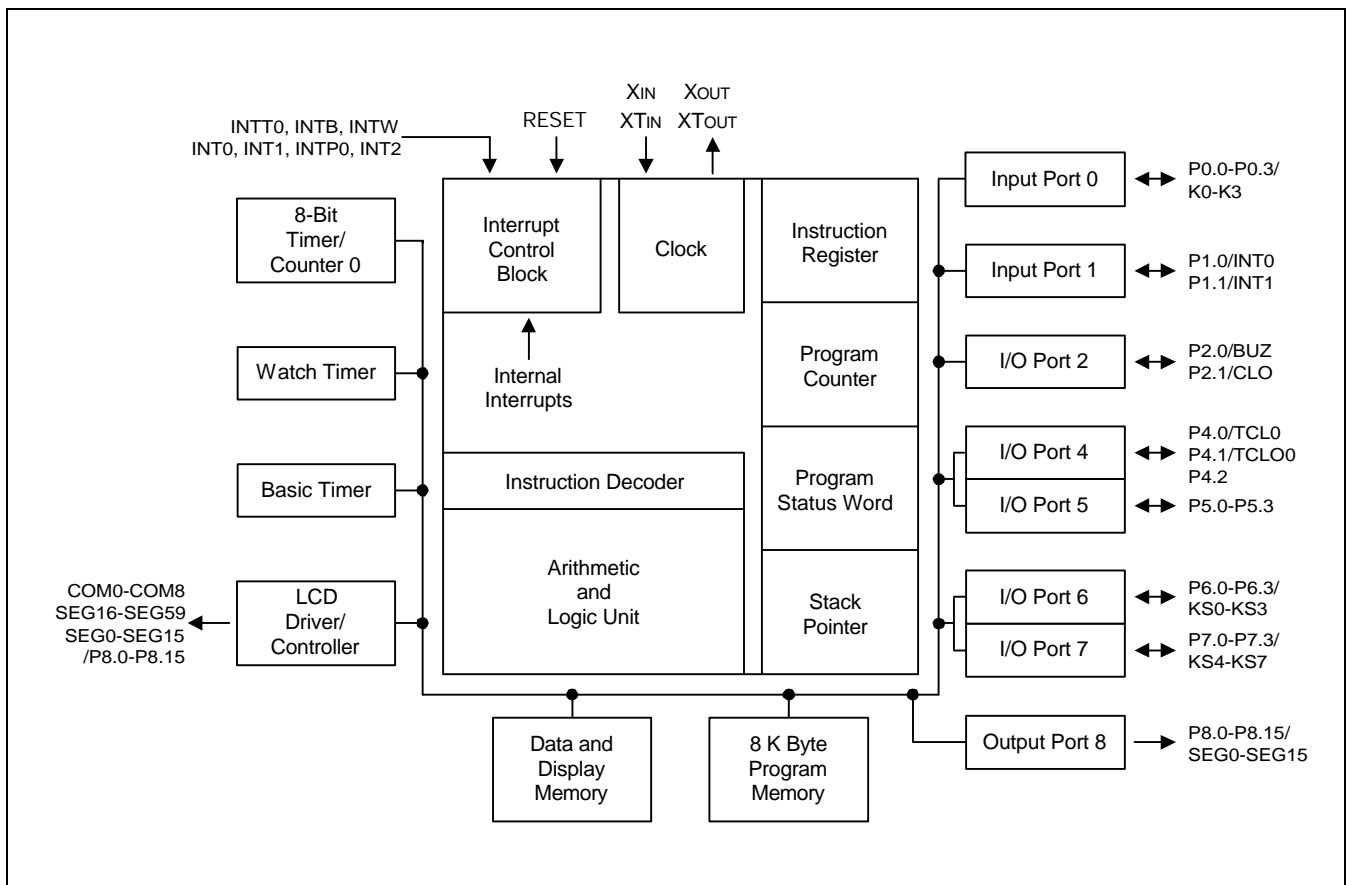 XIN XOUT
XTIN XTOUT
RESET
INTT0, INTB, INTW
INT0, INT1, INTP0, INT2
8-Bit
Timer/
Counter 0
Watch Timer
Basic Timer
COM0-COM8
SEG16-SEG59
SEG0-SEG15
/P8.0-P8.15
LCD
Driver/
Controller
Interrupt
Control
Block
Clock
Internal
Interrupts
Instruction Decoder
Arithmetic
and
Logic Unit
Instruction
Register
Program
Counter
Program
Status Word
Stack
Pointer
Data and
Display
Memory
8 K Byte
Program
Memory
Input Port 0
P0.0-P0.3/
K0-K3
Input Port 1
P1.0/INT0
P1.1/INT1
I/O Port 2
P2.0/BUZ
P2.1/CLO
I/O Port 4
P4.0/TCL0
P4.1/TCLO0
P4.2
I/O Port 5
P5.0-P5.3
I/O Port 6
P6.0-P6.3/
KS0-KS3
I/O Port 7
P7.0-P7.3/
KS4-KS7
Output Port 8
P8.0-P8.15/
SEG0-SEG15